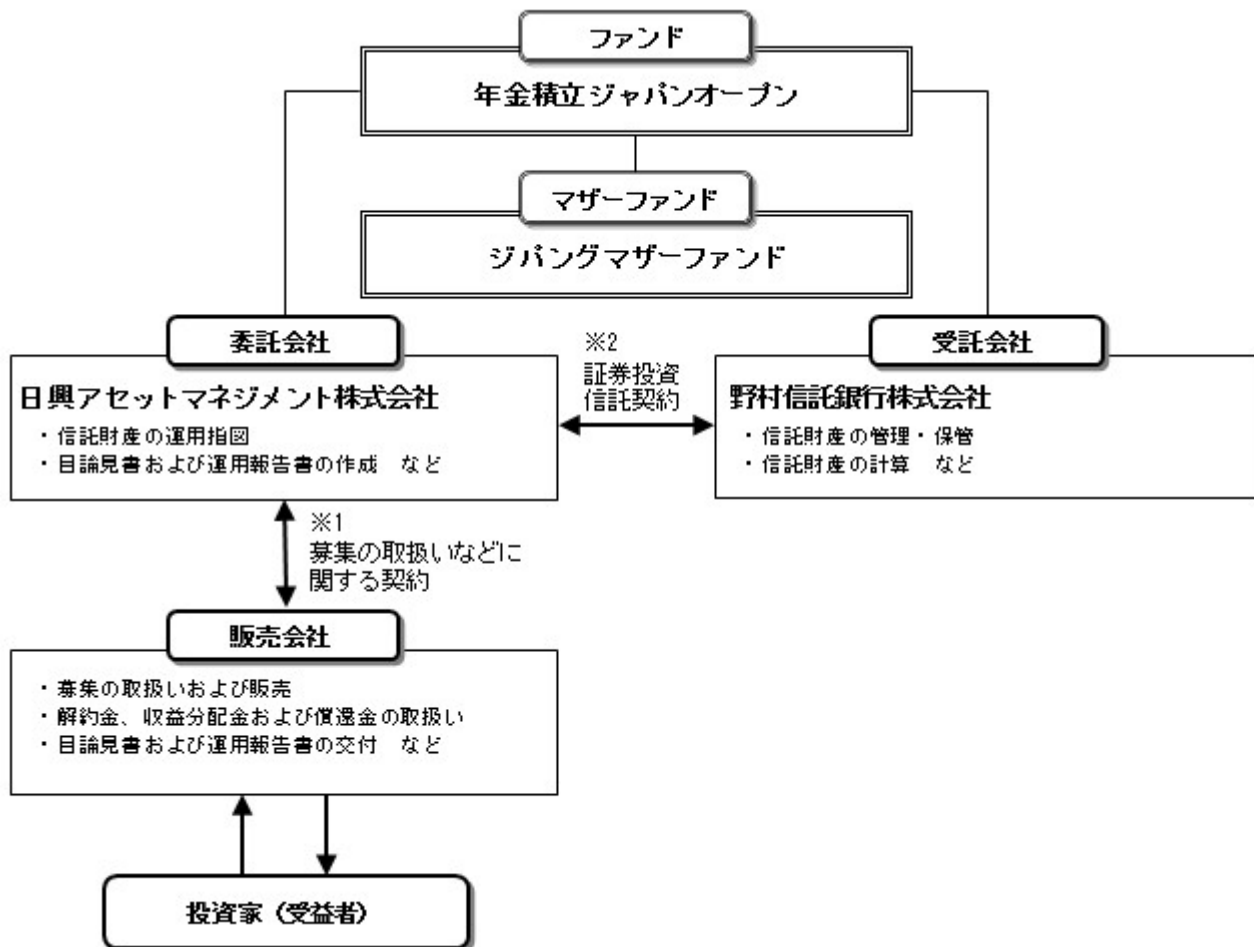 ファンド
年金積立ジャパンオープン
マザーファンド
ジパングマザーファンド
委託会社
日興アセットマネジメント株式会社
・信託財産の運用指図
・目論見書および運用報告書の作成 など
※2
証券投資
信託契約
受託会社
野村信託銀行株式会社
・信託財産の管理・保管
・信託財産の計算 など
※1
募集の取扱いなどに
関する契約
販売会社
・募集の取扱いおよび販売
・解約金、収益分配金および償還金の取扱い
・目論見書および運用報告書の交付 など
投資家（受益者）